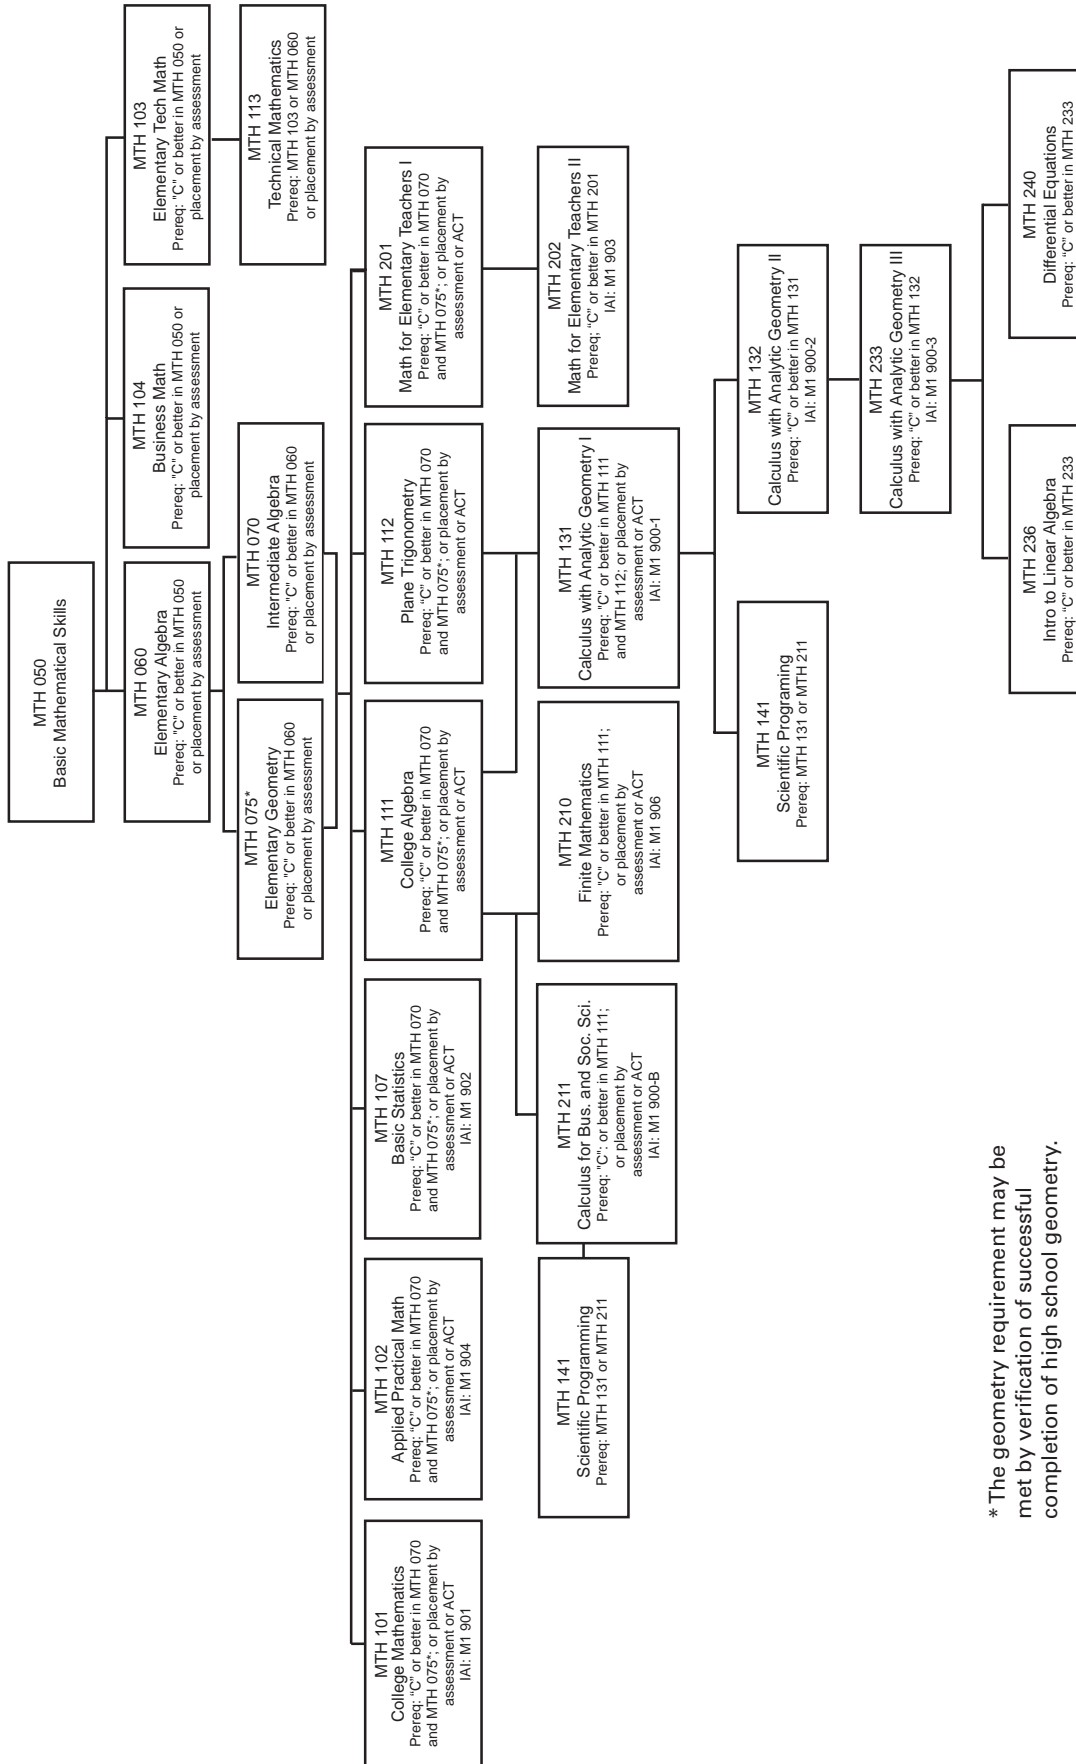 MTH 050
Basic Mathematical Skills
MTH 060
Elementary Algebra
Prereq: "C" or better in MTH 050
or placement by assessment
MTH 104
Business Math
Prereq: "C" or better in MTH 050 or
placement by assessment
MTH 103
Elementary Tech Math
Prereq: "C" or better in MTH 050 or
placement by assessment
MTH 075*
Elementary Geometry
Prereq: "C" or better in MTH 060
or placement by assessment
MTH 070
Intermediate Algebra
Prereq: "C" or better in MTH 060
or placement by assessment
MTH 113
Technical Mathematics
Prereq: MTH 103 or MTH 060
or placement by assessment
MTH 101
College Mathematics
Prereq: "C" or better in MTH 070
and MTH 075*; or placement by
assessment or ACT
IAI: M1 901
MTH 102
Applied Practical Math
Prereq: "C" or better in MTH 070
and MTH 075*; or placement by
assessment or ACT
IAI: M1 904
MTH 107
Basic Statistics
Prereq: "C" or better in MTH 070
and MTH 075*; or placement by
assessment or ACT
IAI: M1 902
MTH 111
College Algebra
Prereq: "C" or better in MTH 070
and MTH 075*; or placement by
assessment or ACT
MTH 112
Plane Trigonometry
Prereq: "C" or better in MTH 070
and MTH 075*; or placement by
assessment or ACT
MTH 201
Math for Elementary Teachers I
Prereq: "C" or better in MTH 070
and MTH 075*; or placement by
assessment or ACT
MTH 141
Scientific Programming
Prereq: MTH 131 or MTH 211
MTH 211
Calculus for Bus. and Soc. Sci.
Prereq: "C": or better in MTH 111;
or placement by
assessment or ACT
IAI: M1 900-B
MTH 210
Finite Mathematics
Prereq: "C" or better in MTH 111;
or placement by
assessment or ACT
IAI: M1 906
MTH 131
Calculus with Analytic Geometry I
Prereq: "C" or better in MTH 111
and MTH 112; or placement by
assessment or ACT
IAI: M1 900-1
MTH 202
Math for Elementary Teachers II
Prereq; "C" or better in MTH 201
IAI: M1 903
MTH 141
Scientific Programing
Prereq: MTH 131 or MTH 211
MTH 132
Calculus with Analytic Geometry II
Prereq: "C" or better in MTH 131
IAI: M1 900-2
MTH 233
Calculus with Analytic Geometry III
Prereq: "C" or better in MTH 132
IAI: M1 900-3
MTH 236
Intro to Linear Algebra
Prereq: "C" or better in MTH 233
MTH 240
Differential Equations
Prereq: "C" or better in MTH 233
* The geometry requirement may be
met by verification of successful
completion of high school geometry.